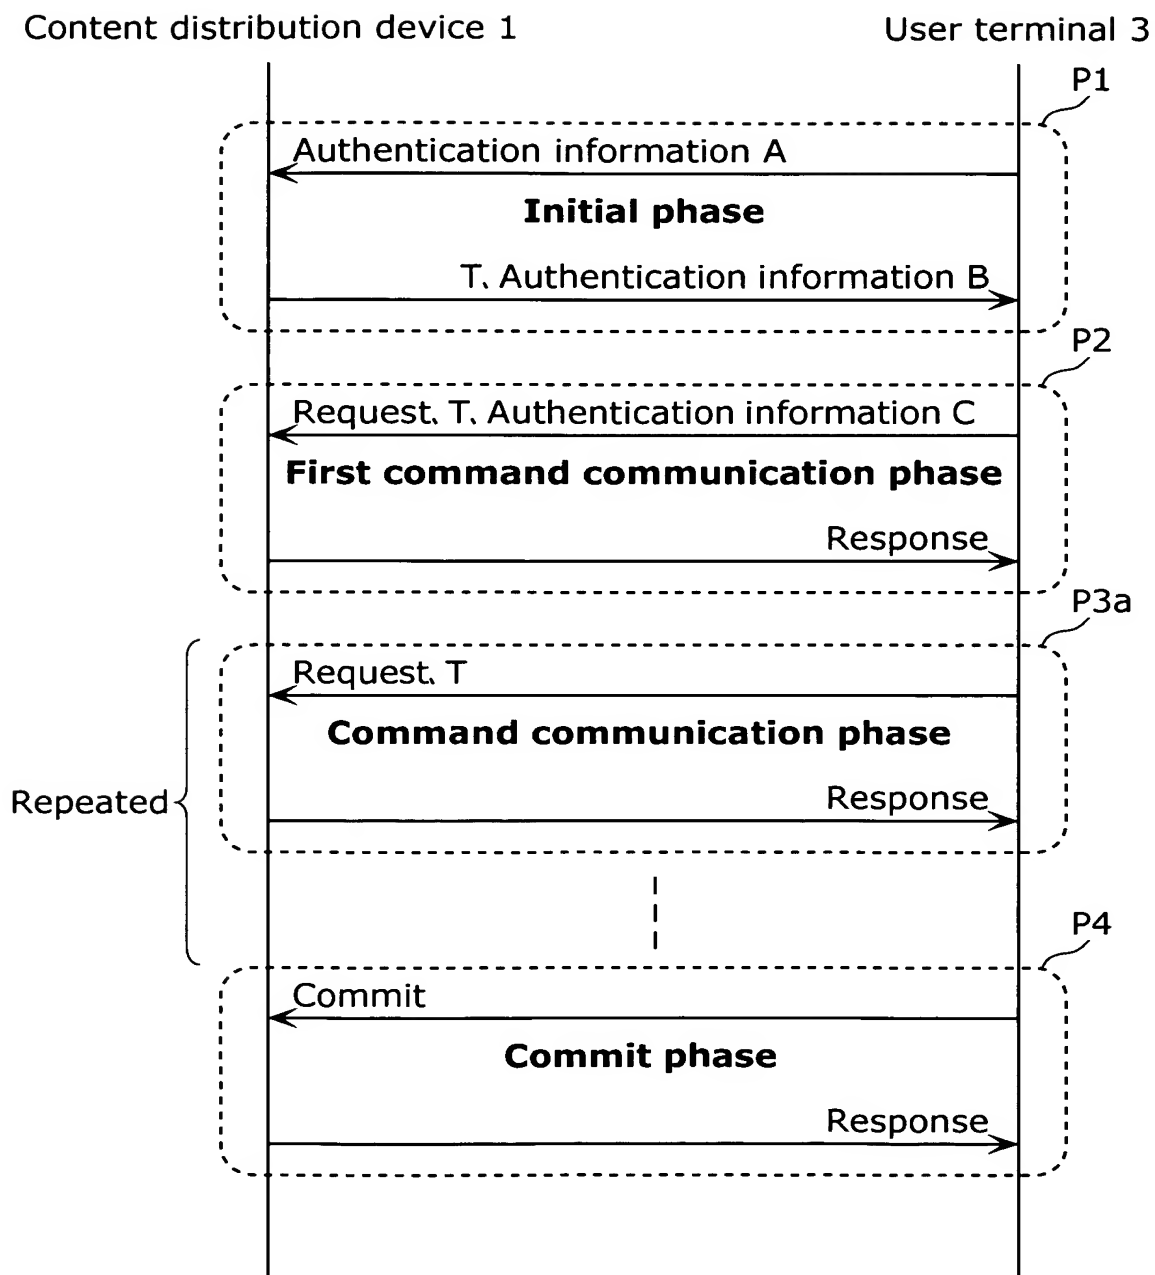 Content distribution device 1
User terminal 3
P1
Authentication information A
Initial phase
T、Authentication information B
P2
Request、T、Authentication information C
First command communication phase
Response
P3a
Request、T
Command communication phase
Repeated
Response
P4
Commit
Commit phase
Response